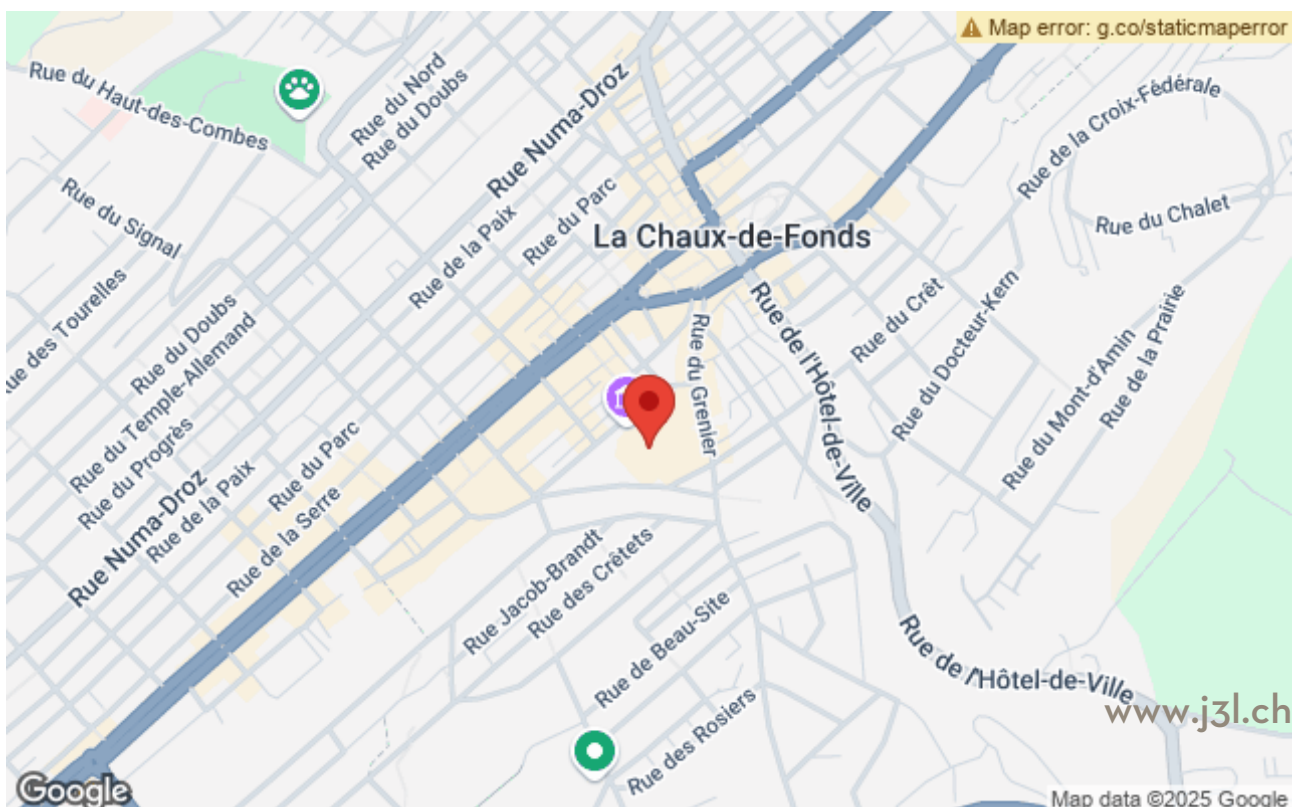 Map error: g.co/staticmaperror
Rue du Haut-des-Combes
Rue du Nord
Rue du Doubs
Rue Numa-Droz
Rue de la Croix-Fédérale
Rue du Signal
Rue du Parc
Rue de la Paix
La Chaux-de-Fonds
Rue du Chalet
Rue des Tourelles
Rue du Doubs
Rue du Temple-Allemand
Rue du Progrès
Rue de l'Hôtel-de-Ville
Rue du Grenier
Rue du Crêt
Rue du Docteur-Kern
Rue du Mont-d'Amin
Rue de la Prairie
Rue Numa-Droz
Rue de la Paix
Rue du Parc
Rue de la Serre
Rue Jacob-Brandt
Rue des Crêtets
Rue de Beau-Site
Rue des Rosiers
Rue de l'Hôtel-de-Ville
www.j3l.ch
Google
Map data ©2025 Google